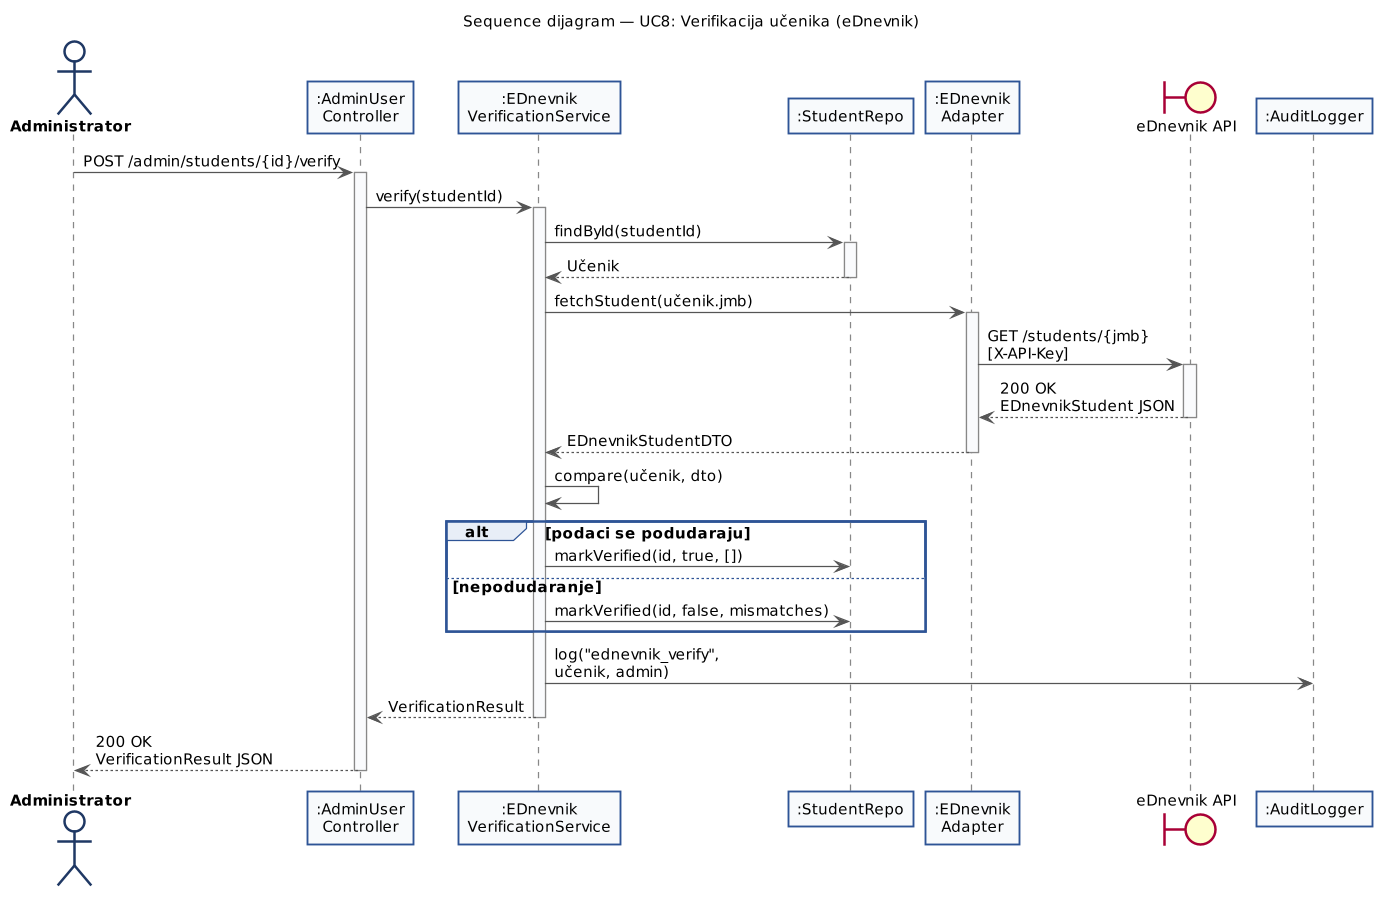 Sequence dijagram — UC8: Verifikacija učenika (eDnevnik)
Administrator
:AdminUser
Controller
:EDnevnik
VerificationService
:StudentRepo
:EDnevnik
Adapter
eDnevnik API
:AuditLogger
POST /admin/students/{id}/verify
verify(studentId)
findById(studentId)
Učenik
fetchStudent(učenik.jmb)
GET /students/{jmb}
[X-API-Key]
200 OK
EDnevnikStudent JSON
EDnevnikStudentDTO
compare(učenik, dto)
alt [podaci se podudaraju]
markVerified(id, true, [])
[nepodudaranje]
markVerified(id, false, mismatches)
log("ednevnik_verify",
učenik, admin)
VerificationResult
200 OK
VerificationResult JSON
Administrator
:AdminUser
Controller
:EDnevnik
VerificationService
:StudentRepo
:EDnevnik
Adapter
eDnevnik API
:AuditLogger